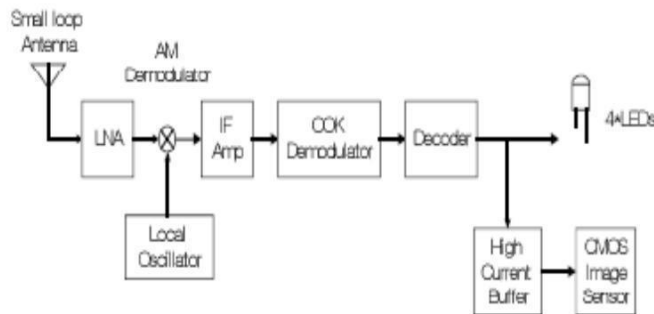 Small loop
Antenna
AM
Demodulator
LNA
IF
Amp
OOK
Demodulator
Decoder
4*LEDs
Local
Oscillator
High
Current
Buffer
CMOS
Image
Sensor